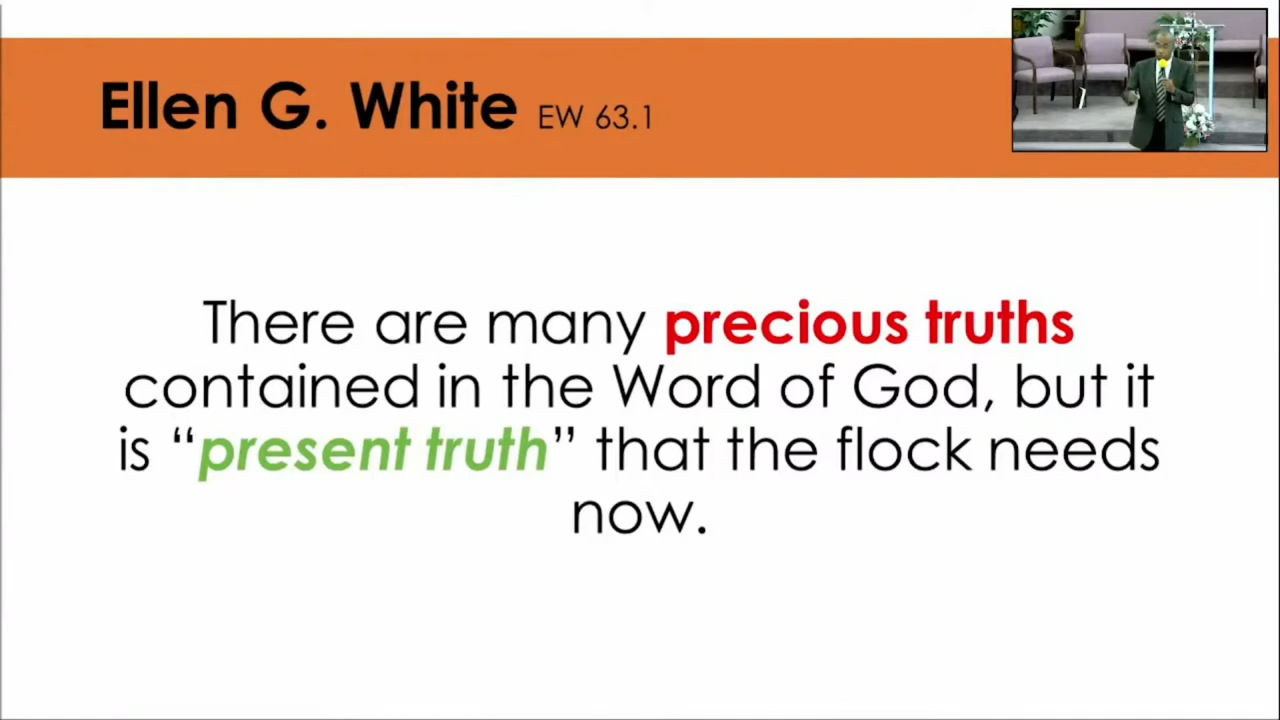 Ellen G. White EW 63.1
There are many precious truths
contained in the Word of God, but it
is “present truth” that the flock needs
now.